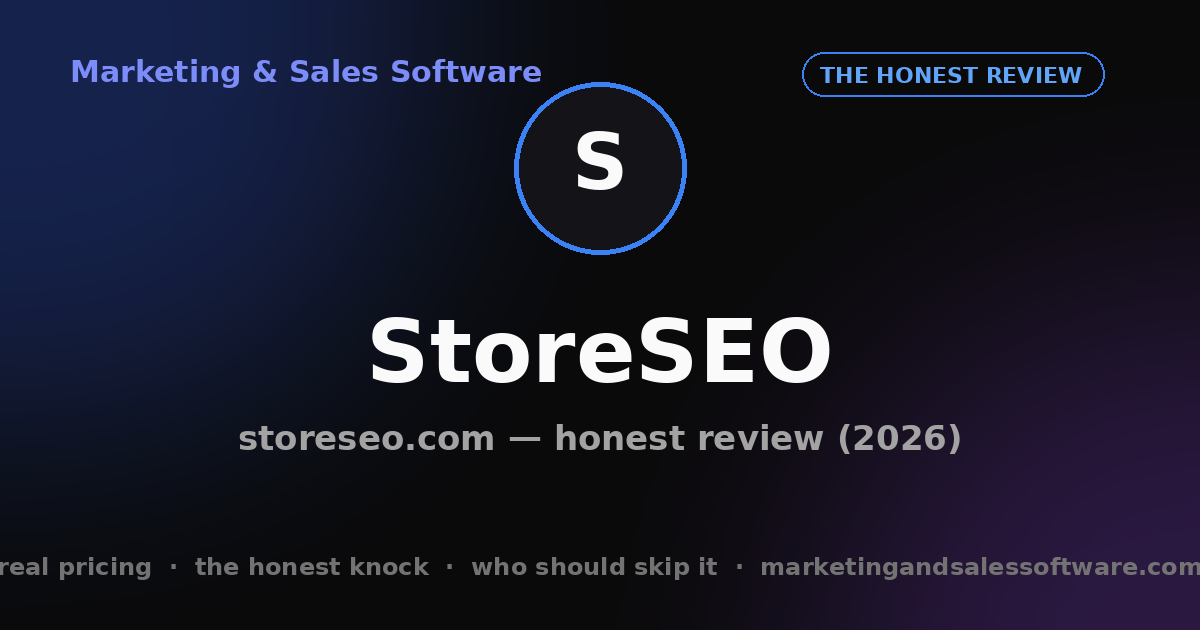 Marketing & Sales Software
THE HONEST REVIEW
S
StoreSEO
storeseo.com — honest review (2026)
real pricing · the honest knock · who should skip it · marketingandsalessoftware.com